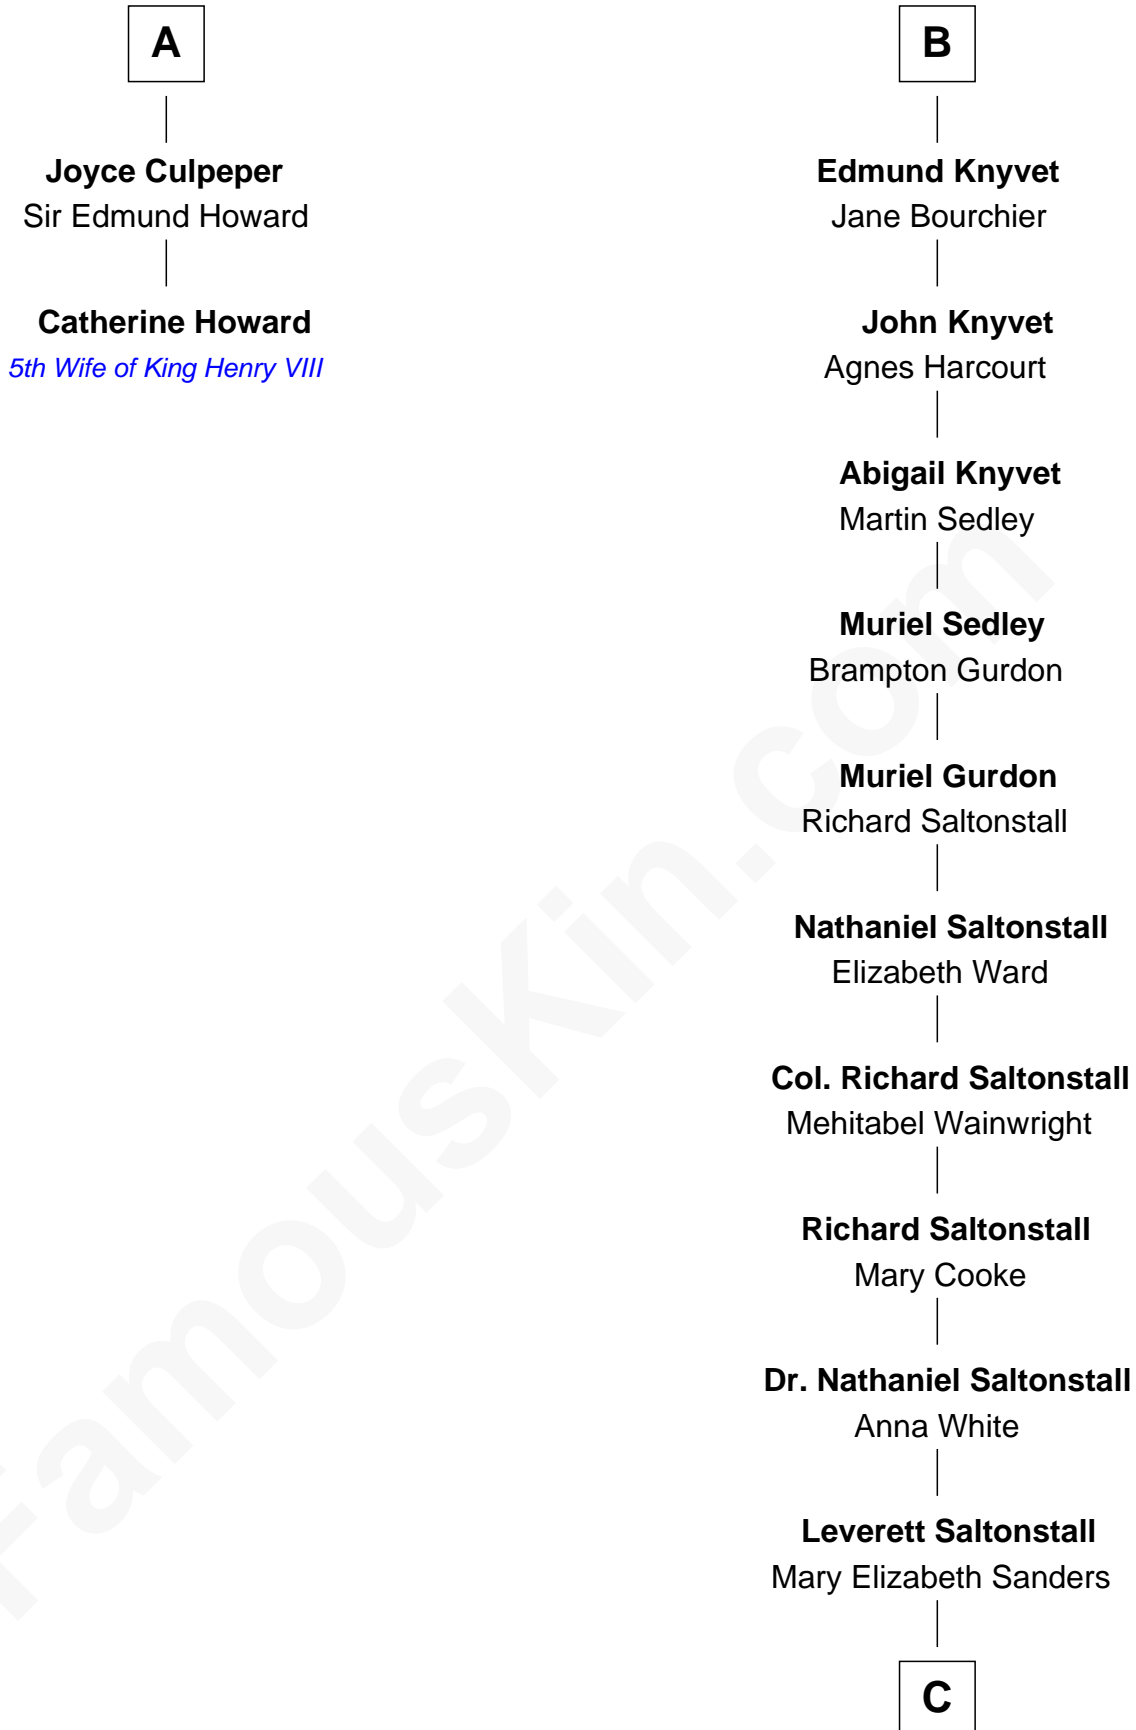 A
Joyce Culpeper
Sir Edmund Howard
Catherine Howard
5th Wife of King Henry VIII
B
Edmund Knyvet
Jane Bourchier
John Knyvet
Agnes Harcourt
Abigail Knyvet
Martin Sedley
Muriel Sedley
Brampton Gurdon
Muriel Gurdon
Richard Saltonstall
Nathaniel Saltonstall
Elizabeth Ward
Col. Richard Saltonstall
Mehitabel Wainwright
Richard Saltonstall
Mary Cooke
Dr. Nathaniel Saltonstall
Anna White
Leverett Saltonstall
Mary Elizabeth Sanders
C
FamousKin.com